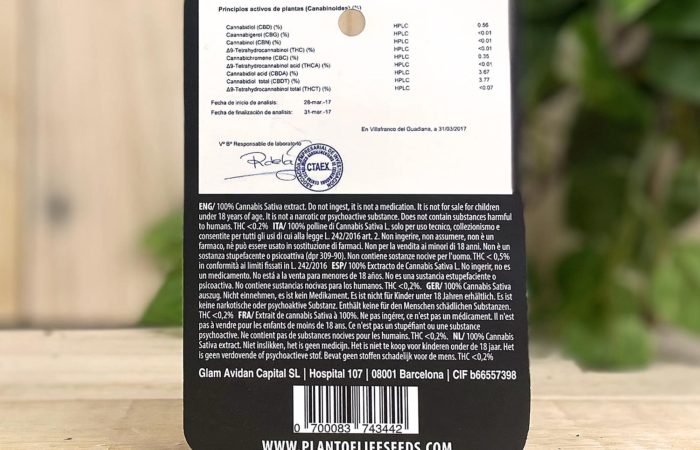 Principios activos de plantas (Canabinoides) (%)
Cannabidiol (CBD) (%) HPLC 0.56
Caanabigerol (CBG) (%) HPLC <0.01
Canabinol (CBN) (%) HPLC <0.01
Δ9-Tetrahydrocannabinol (THC) (%) HPLC <0.01
Cannabichromene (CBC) (%) HPLC 0.35
Δ9-Tetrahydrocannabinol acid (THCA) (%) HPLC <0.01
Cannabidiol acid (CBDA) (%) HPLC 3.67
Cannabidiol total (CBDT) (%) HPLC 3.77
Δ9-Tetrahydrocannabinol total (THCT) (%) HPLC <0.07
Fecha de inicio de analisis: 28-mar.-17
Fecha de finalización de analisis: 31-mar.-17
En Villafranco del Guadiana, a 31/03/2017
Vº Bº Responsable de laboratorio
CTAEX
ENG/ 100% Cannabis Sativa extract. Do not ingest, it is not a medication. It is not for sale for children
under 18 years of age. It is not a narcotic or psychoactive substance. Does not contain substances harmful
to humans. THC <0.2% ITA/ 100% polline di Cannabis Sativa L. solo per uso tecnico, collezionismo e
consentite per tutti gli usi di cui alla legge L. 242/2016 art. 2. Non ingerire, non assumere, non è un
farmaco, nè può essere usato in sostituzione di farmaci. Non per la vendita ai minori di 18 anni. Non è un
sostanza stupefacente o psicoattiva (dpr 309-90). Non contiene sostanze nocive per l'uomo. THC < 0,5%
in conformità ai limiti fissati in L. 242/2016 ESP/ 100% Exctracto de Cannabis Sativa L. No ingerir, no es
un medicamento. No está a la venta para menores de 18 años. No es una sustancia estupefaciente o
psicoactiva. No contiene sustancias nocivas para los humanos. THC <0,2%. GER/ 100% Cannabis Sativa
Auszug. Nicht einnehmen, es ist kein Medikament. Es ist nicht für Kinder unter 18 Jahren erhältlich. Es ist
keine narkotische oder psychoaktive Substanz. Enthält keine für den Menschen schädlichen Substanzen.
THC <0,2% FRA/ Extrait de cannabis Sativa à 100%. Ne pas ingérer, ce n'est pas un médicament. Il n'est
pas à vendre pour les enfants de moins de 18 ans. Ce n'est pas un stupéfiant ou une substance
psychoactive. Ne contient pas de substances nocives pour les humains. THC <0,2%. NL/ 100% Cannabis
Sativa extract. Niet inslikken, het is geen medicijn. Het is niet te koop voor kinderen onder de 18 jaar. Het
is geen verdovende of psychoactieve stof. Bevat geen stoffen schadelijk voor de mens. THC <0,2%
Glam Avidan Capital SL | Hospital 107 | 08001 Barcelona | CIF b66557398
0 700083 743442
WWW.PLANTOFLIFESEEDS.COM